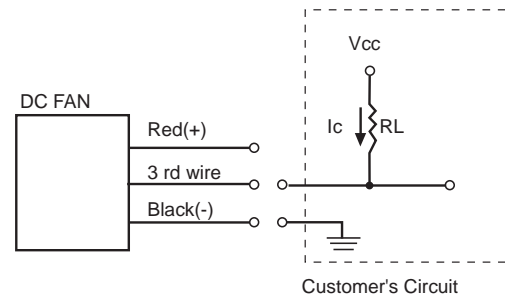 Vcc
DC FAN
Red(+)
Ic
RL
3 rd wire
Black(-)
Customer's Circuit